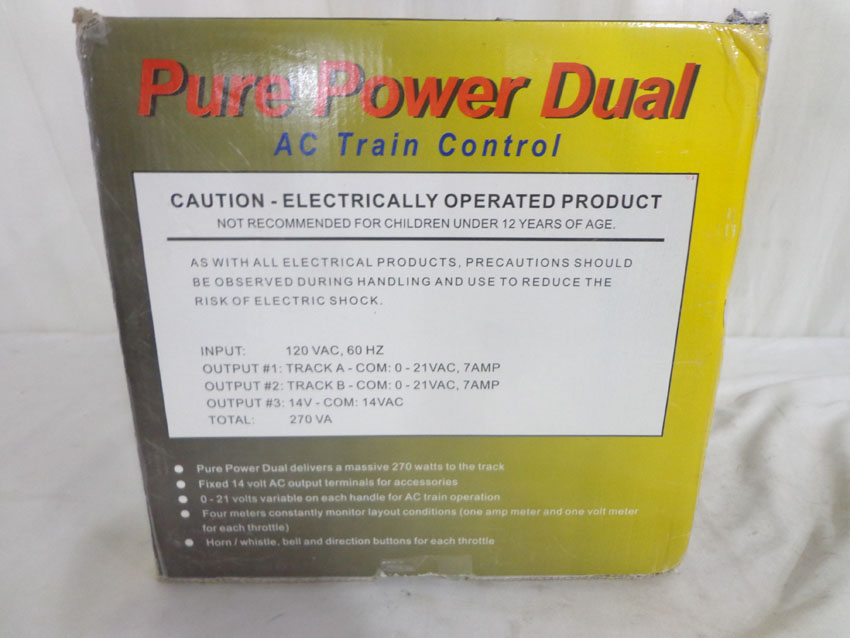 Pure Power Dual
AC Train Control
CAUTION - ELECTRICALLY OPERATED PRODUCT
NOT RECOMMENDED FOR CHILDREN UNDER 12 YEARS OF AGE.
AS WITH ALL ELECTRICAL PRODUCTS, PRECAUTIONS SHOULD
BE OBSERVED DURING HANDLING AND USE TO REDUCE THE
RISK OF ELECTRIC SHOCK.
INPUT: 120 VAC, 60 HZ
OUTPUT #1: TRACK A - COM: 0 - 21VAC, 7AMP
OUTPUT #2: TRACK B - COM: 0 - 21VAC, 7AMP
OUTPUT #3: 14V - COM: 14VAC
TOTAL: 270 VA
● Pure Power Dual delivers a massive 270 watts to the track
● Fixed 14 volt AC output terminals for accessories
● 0 - 21 volts variable on each handle for AC train operation
● Four meters constantly monitor layout conditions (one amp meter and one volt meter
for each throttle)
● Horn / whistle, bell and direction buttons for each throttle